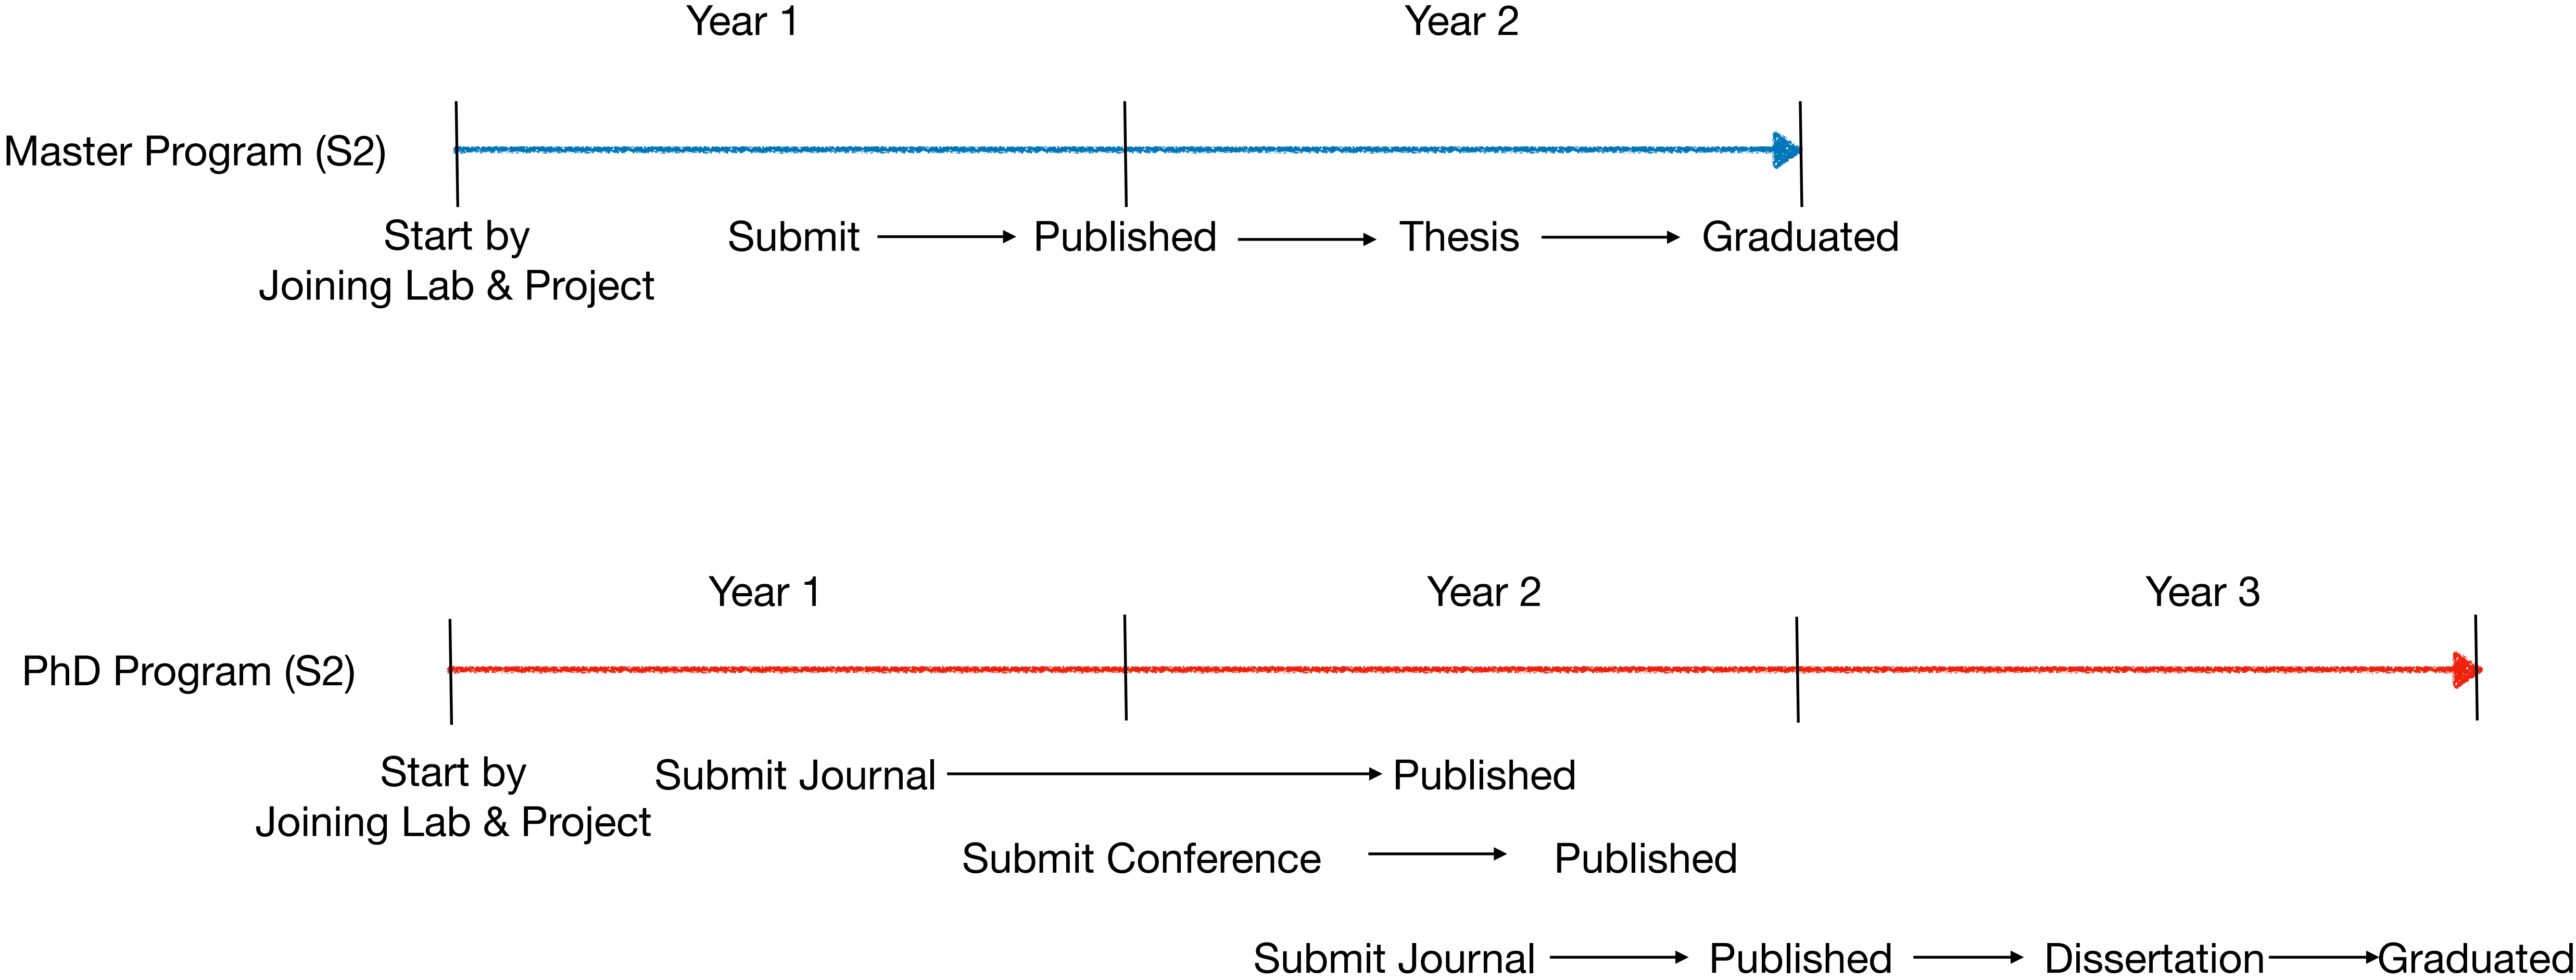 Year 1
Year 2
Master Program (S2)
Start by
Joining Lab & Project
Submit
Published
Thesis
Graduated
Year 1
Year 2
Year 3
PhD Program (S2)
Start by
Joining Lab & Project
Submit Journal
Published
Submit Conference
Published
Submit Journal
Published
Dissertation
Graduated